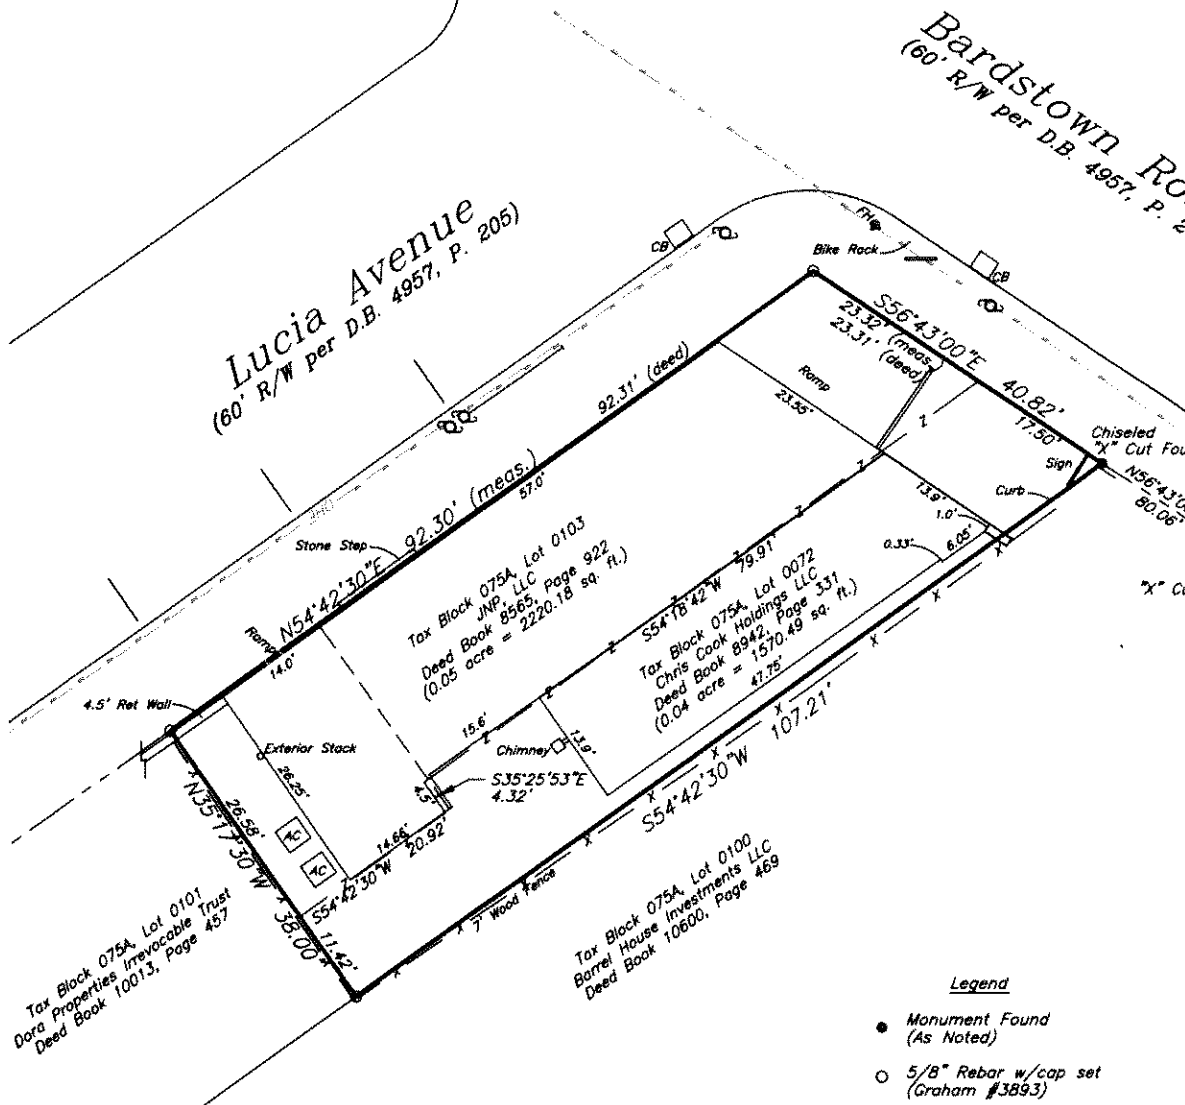 Bardstown
(60' R/W per D.B. 4957, P.
Lucia Avenue
(60' R/W per D.B. 4957, P. 205)
FH
Bike Rack
CB
CB
S56°43'00"E
23.32' (meas.)
23.31' (deed)
40.82'
17.50'
Ramp
23.55'
92.31' (deed)
N54°42'30"E 92.30' (meas.)
57.0'
Chiseled
"X" Cut
Sign
Curb
80.06'
13.9'
1.0'
0.33'
6.05'
Stone Step
Tax Block 075A, Lot 0103
JNP, LLC
Deed Book 8565, Page 922
(0.05 acre = 2220.18 sq. ft.)
S54°18'42"W 79.91'
Tax Block 075A, Lot 0072
Chris Cook Holdings LLC
Deed Book 8942, Page 331
(0.04 acre = 1570.49 sq. ft.)
47.75'
"X"
Ramp
14.0'
4.5' Ret Wall
Exterior Stack
15.6'
Chimney
13.9'
S35°25'53"E
4.32'
4.5'
26.25'
14.66'
S54°42'30"W 20.92'
AC
AC
N35°17'30"W 38.00'
26.58'
11.42'
S54°42'30"W 107.21'
7' Wood Fence
Tax Block 075A, Lot 0101
Dora Properties Irrevocable Trust
Deed Book 10013, Page 457
Tax Block 075A, Lot 0100
Barrel House Investments LLC
Deed Book 10600, Page 469
Legend
Monument Found
(As Noted)
5/8" Rebar w/cap set
(Graham #3893)